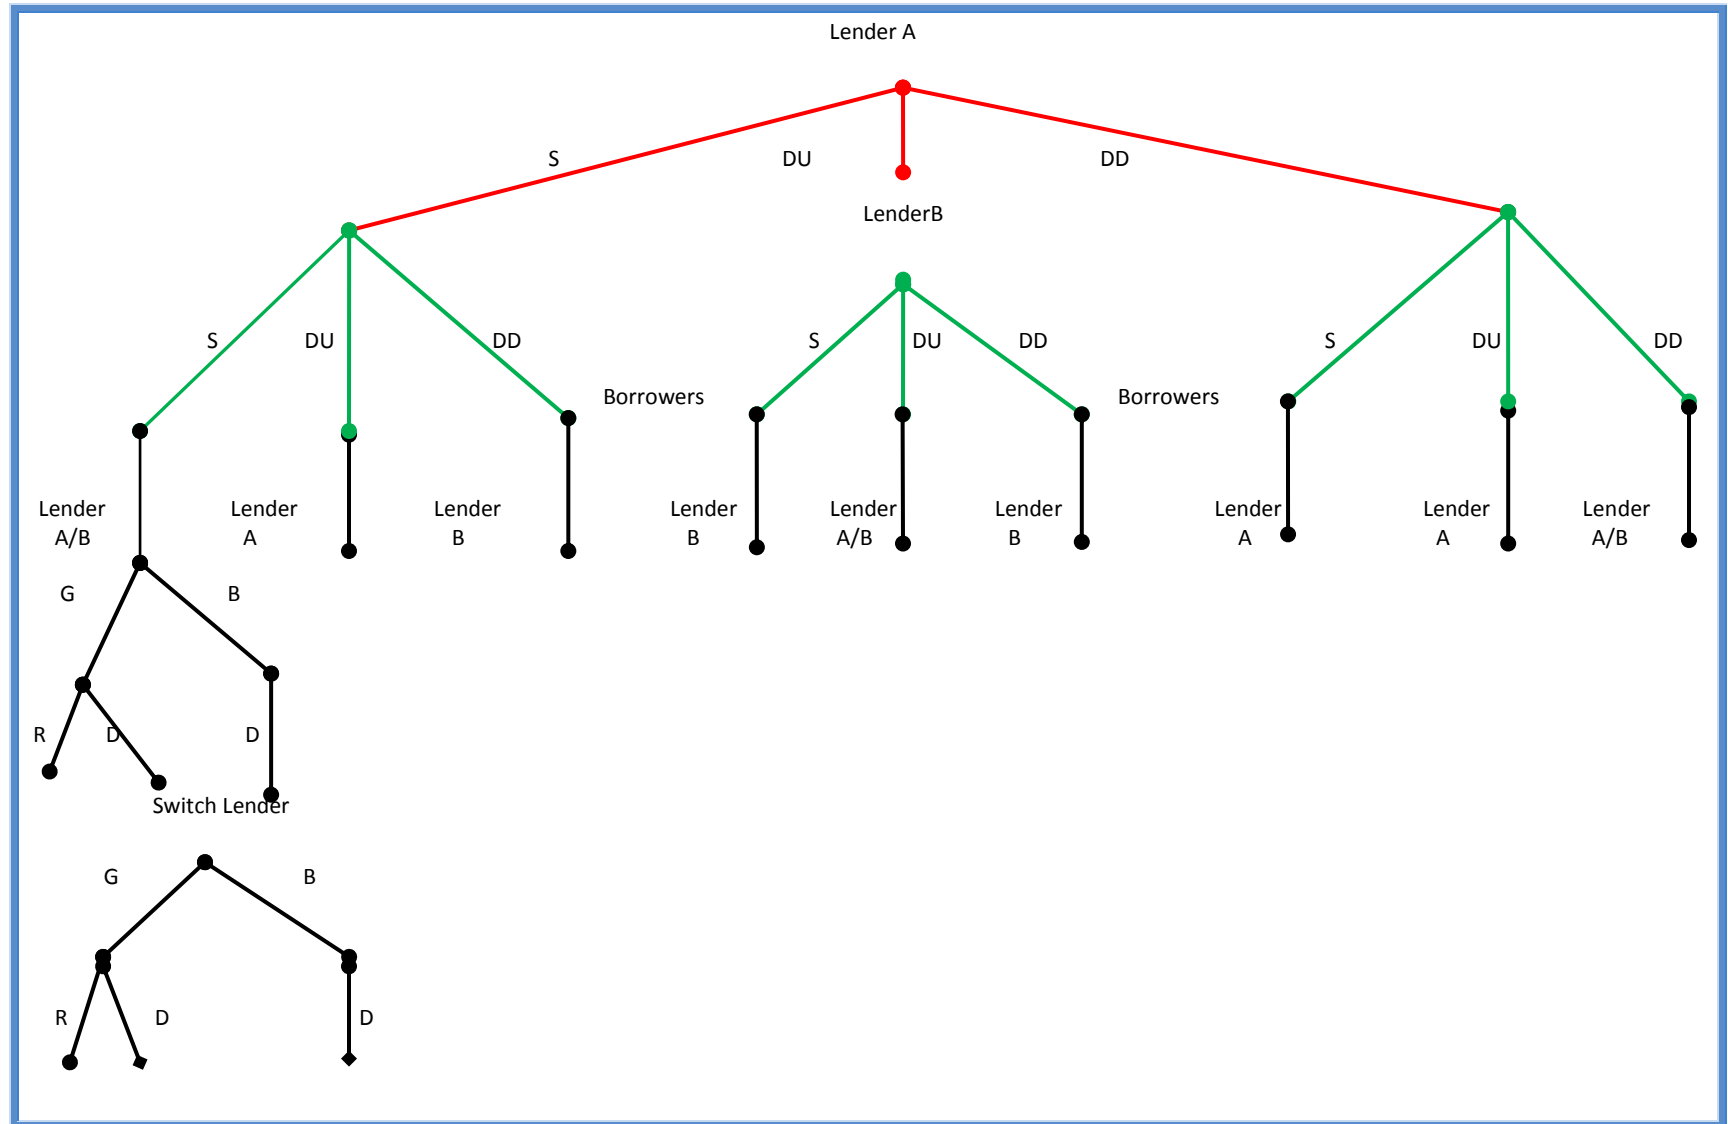 Lender A
S
DU
DD
LenderB
S
DU
DD
S
DU
DD
S
DU
DD
Borrowers
Borrowers
Lender
A/B
Lender
A
Lender
B
Lender
B
Lender
A/B
Lender
B
Lender
A
Lender
A
Lender
A/B
G
B
R
D
D
Switch Lender
G
B
R
D
D